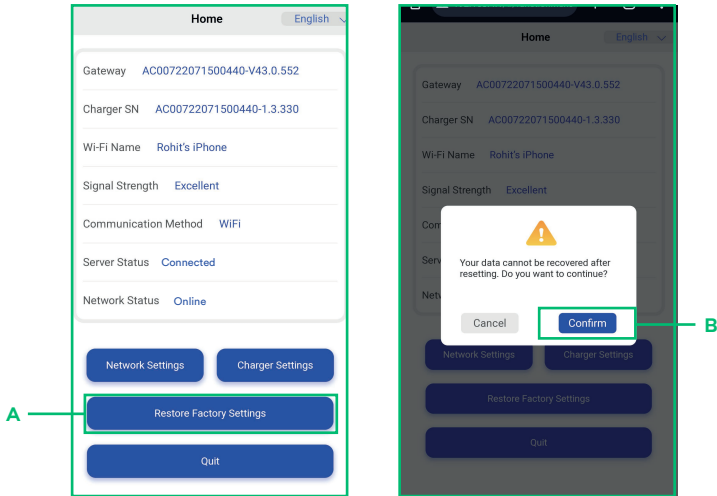 Home English
Gateway AC00722071500440-V43.0.552
Charger SN AC00722071500440-1.3.330
Wi-Fi Name Rohit's iPhone
Signal Strength Excellent
Communication Method WiFi
Server Status Connected
Network Status Online
Network Settings Charger Settings
A
Restore Factory Settings
Quit
Home English
Gateway AC00722071500440-V43.0.552
Charger SN AC00722071500440-1.3.330
Wi-Fi Name Rohit's iPhone
Signal Strength Excellent
Com
Serv
Netw
Your data cannot be recovered after
resetting. Do you want to continue?
Cancel Confirm
B
Network Settings Charger Settings
Restore Factory Settings
Quit